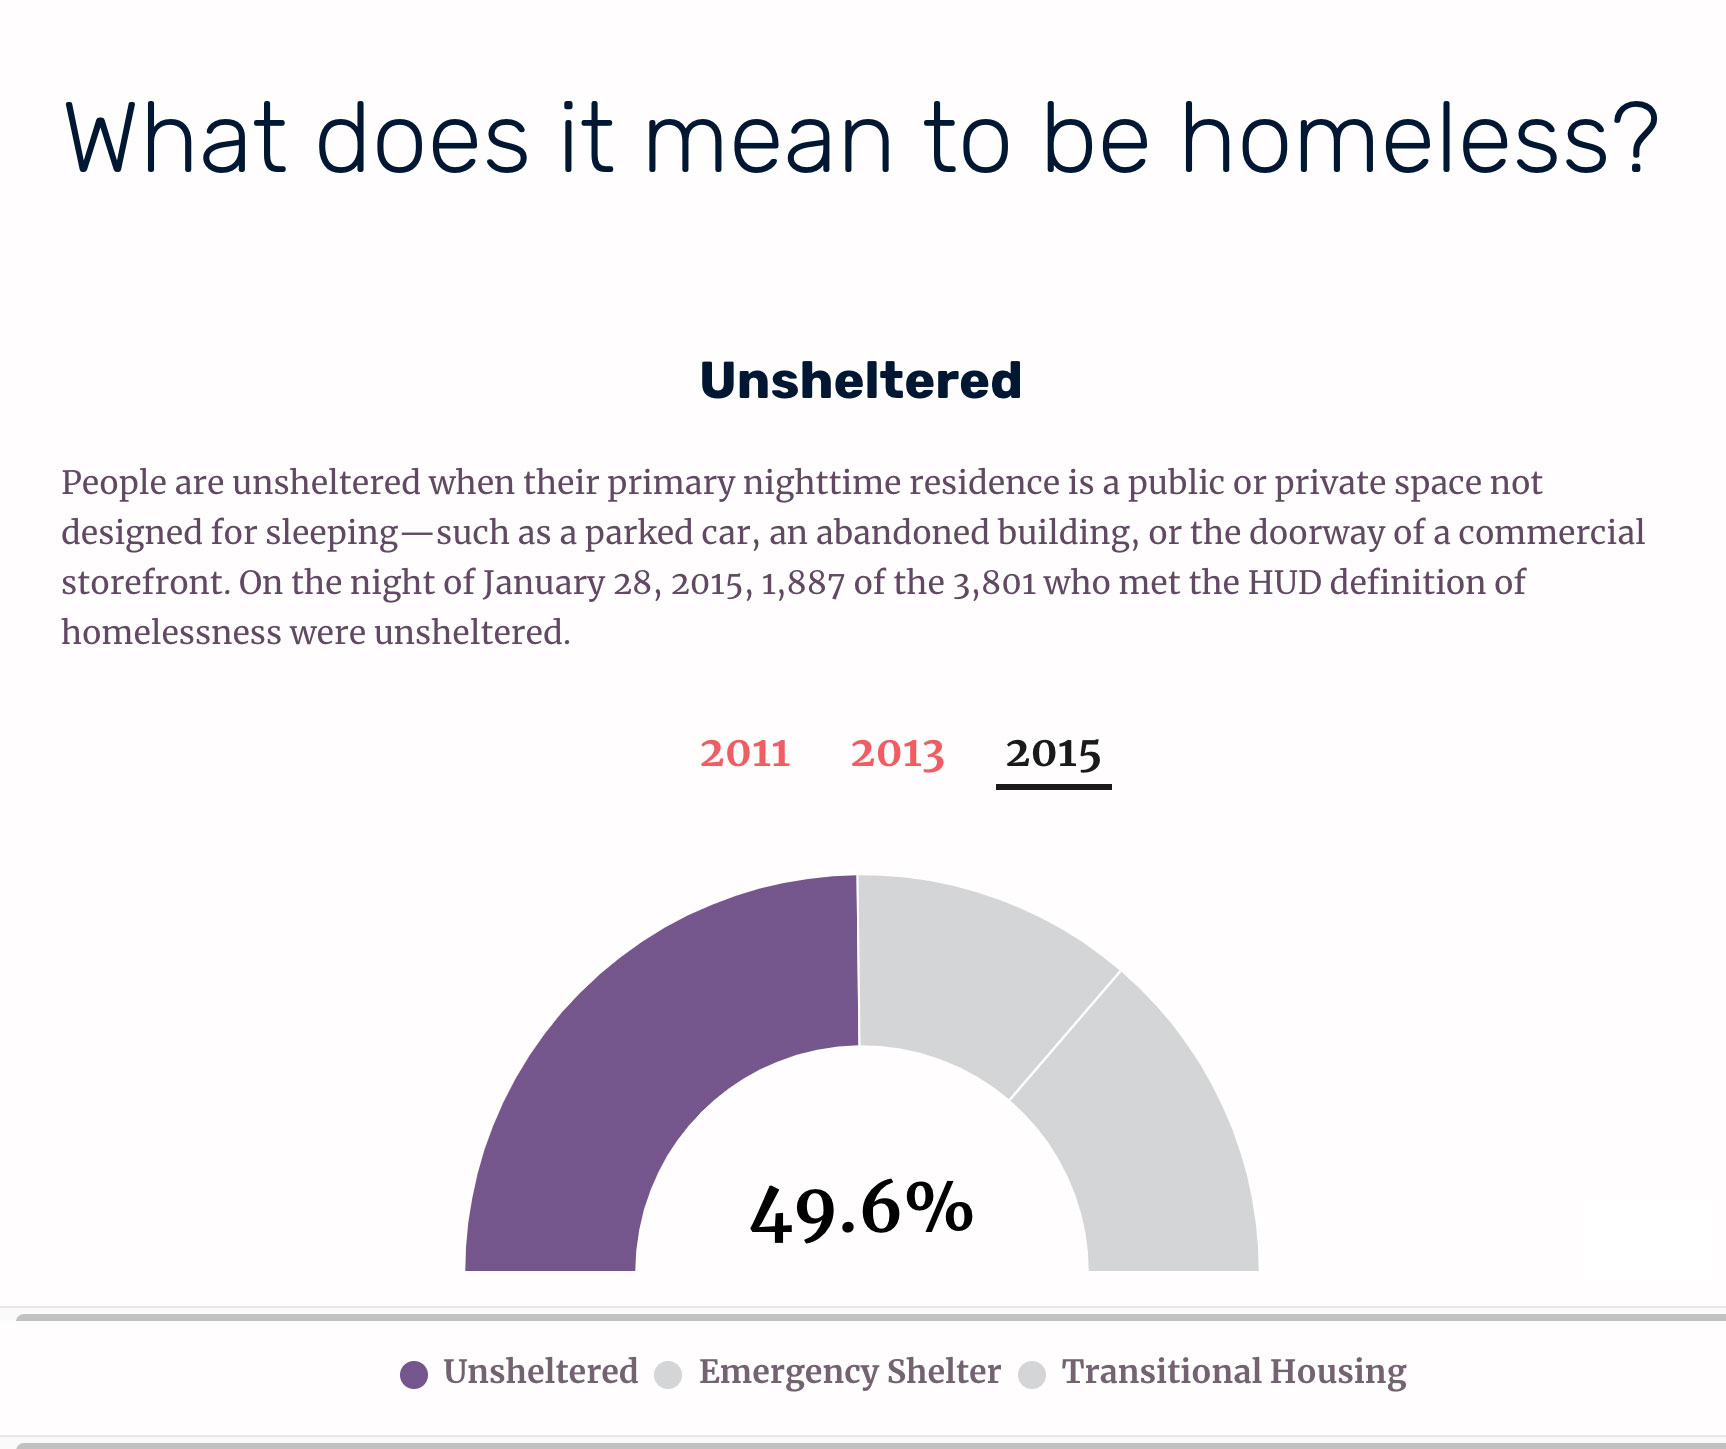 What does it mean to be homeless?
Unsheltered
People are unsheltered when their primary nighttime residence is a public or private space not
designed for sleeping—such as a parked car, an abandoned building, or the doorway of a commercial
storefront. On the night of January 28, 2015, 1,887 of the 3,801 who met the HUD definition of
homelessness were unsheltered.
2011 2013 2015
49.6%
Unsheltered Emergency Shelter Transitional Housing